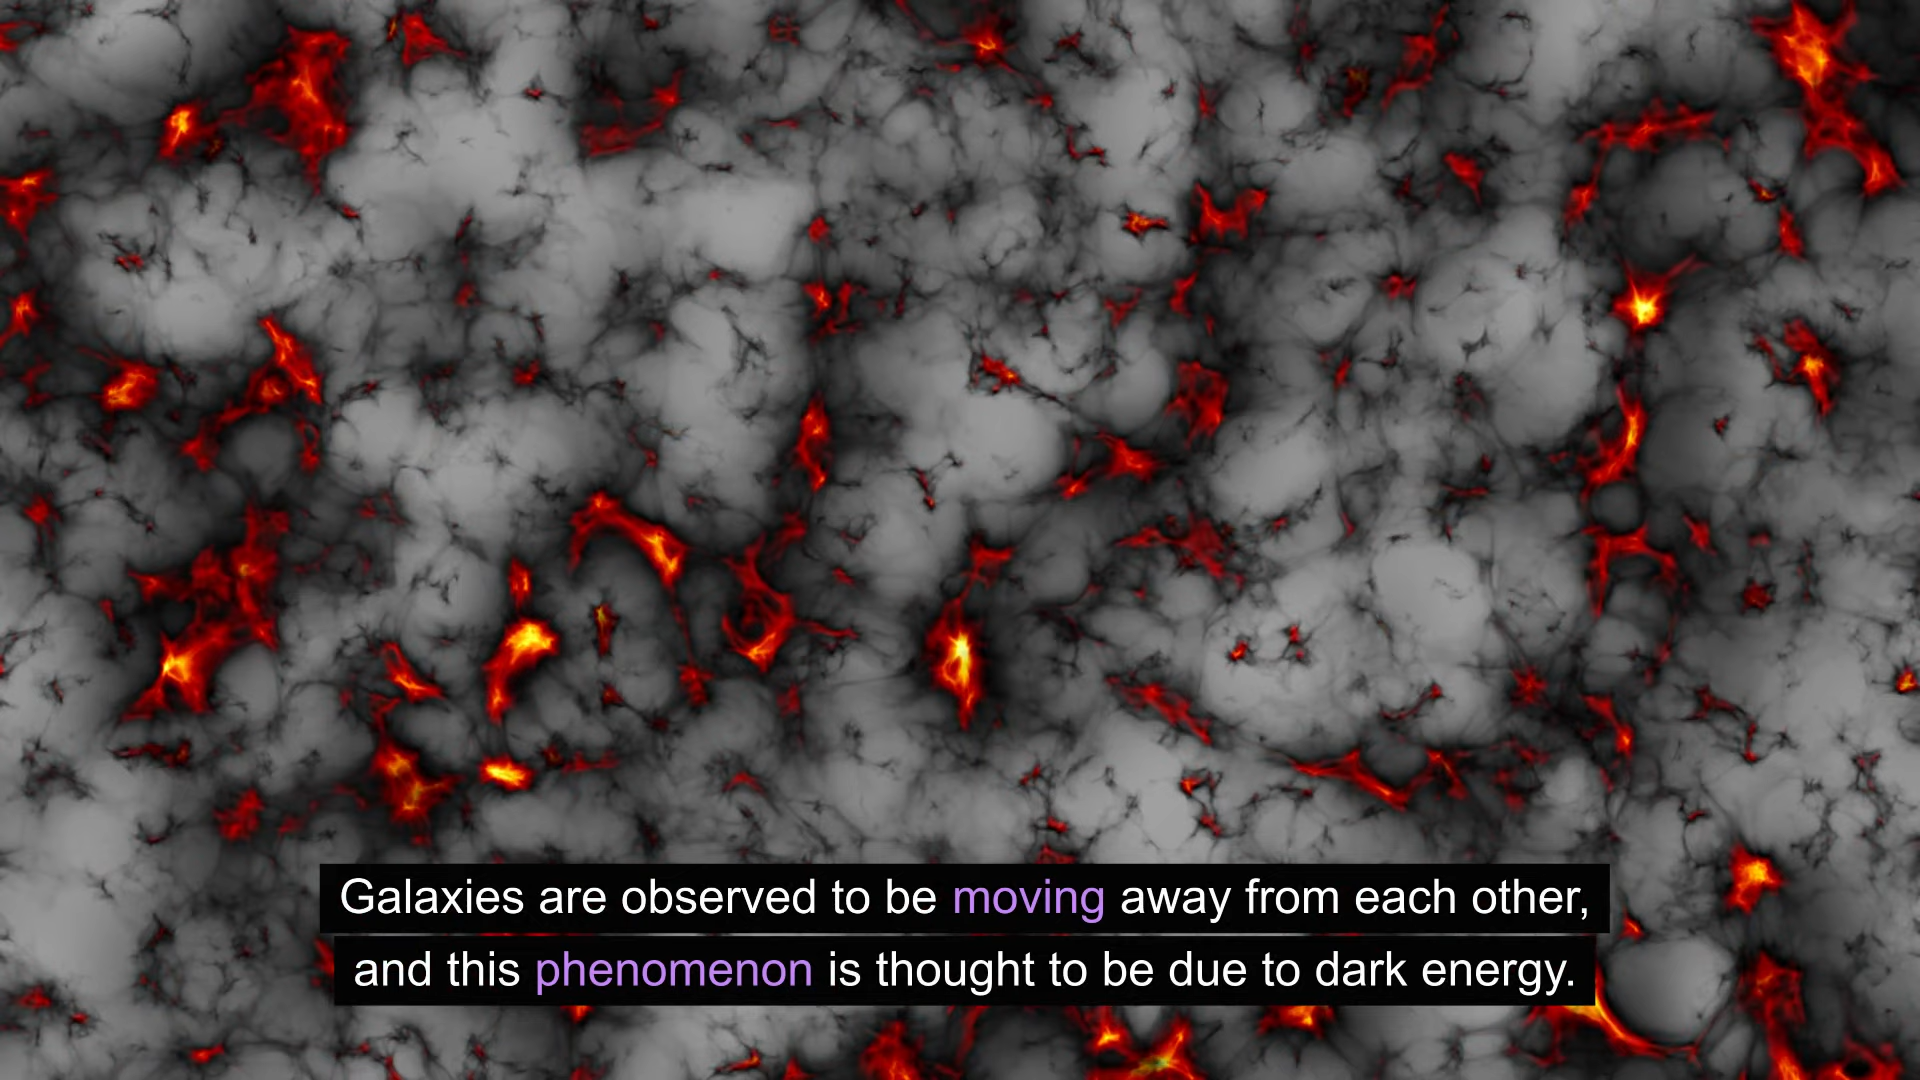 Galaxies are observed to be moving away from each other,
and this phenomenon is thought to be due to dark energy.